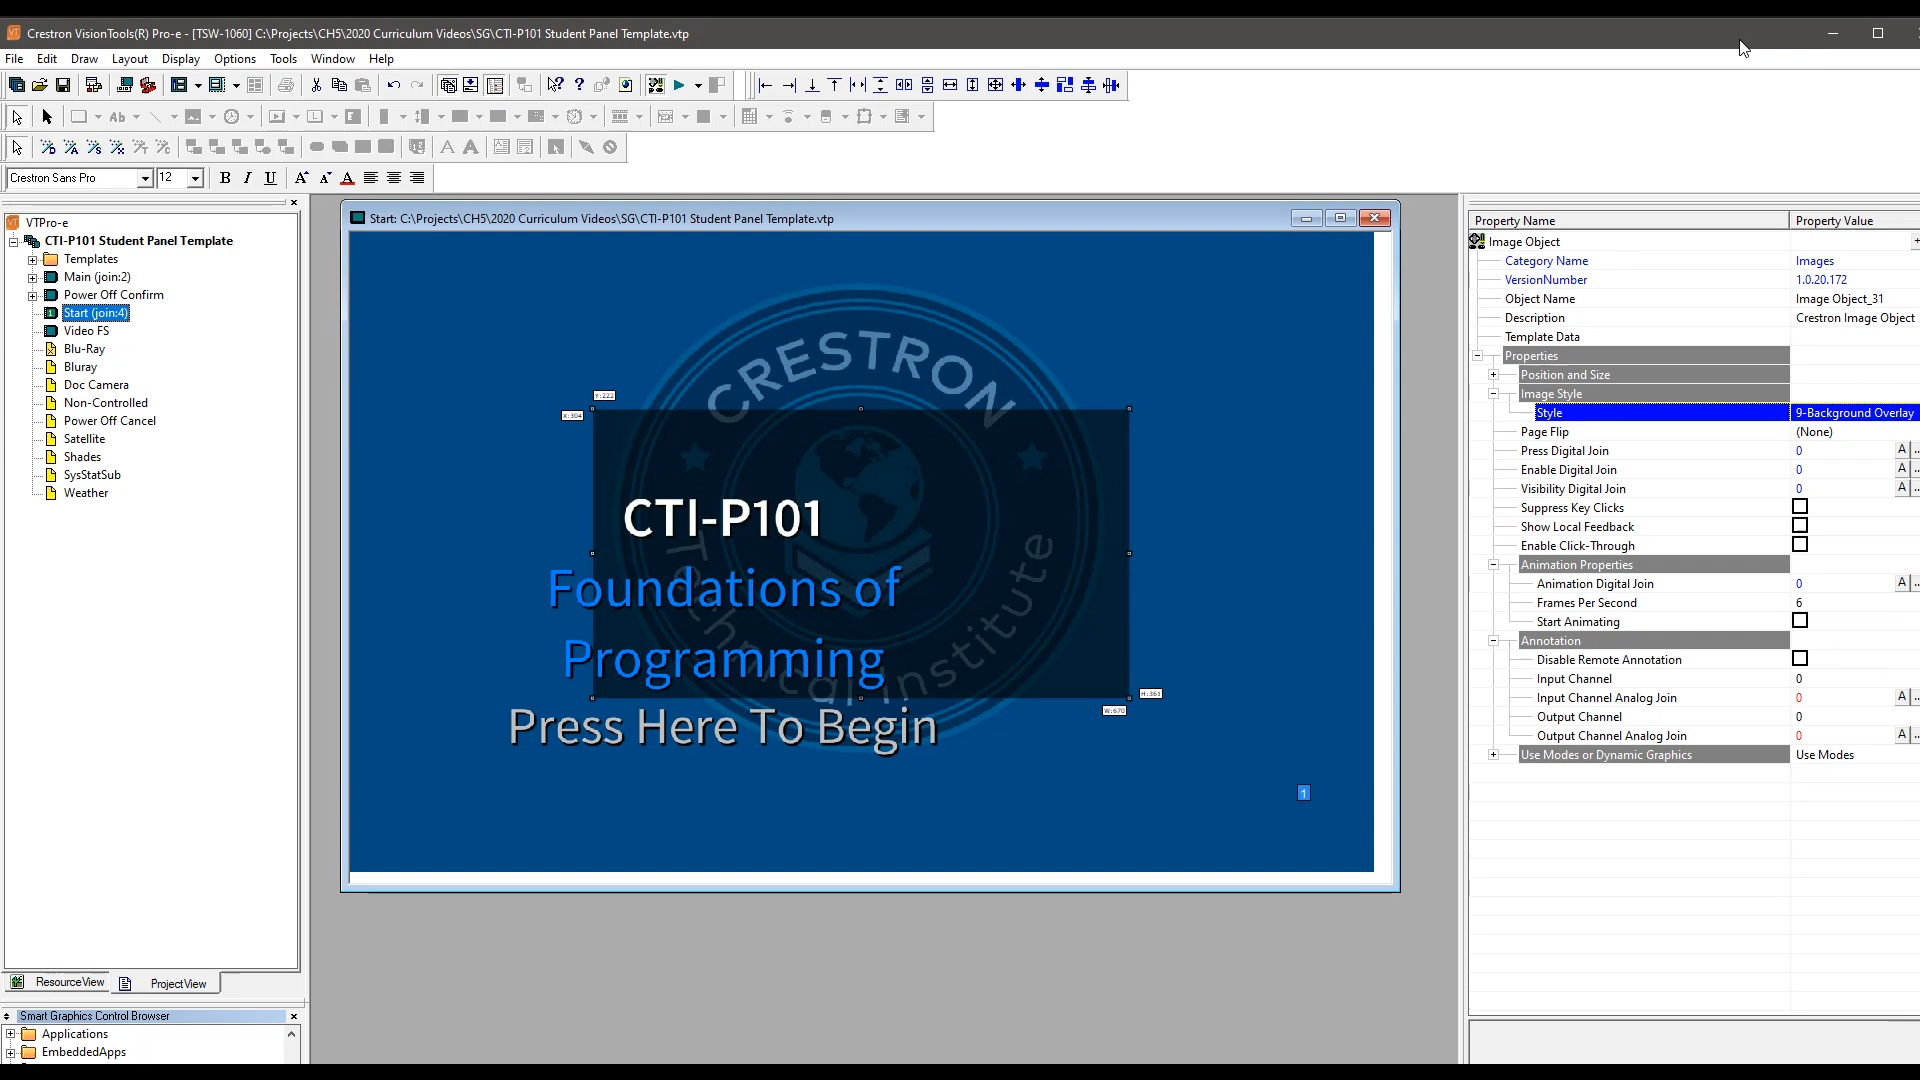 Crestron VisionTools(R) Pro-e - [TSW-1060] C:\Projects\CH5\2020 Curriculum Videos\SG\CTI-P101 Student Panel Template.vtp
File Edit Draw Layout Display Options Tools Window Help
Crestron Sans Pro 12 B I U
VTPro-e
CTI-P101 Student Panel Template
Templates
Main (join:2)
Power Off Confirm
Start (join:4)
Video FS
Blu-Ray
Bluray
Doc Camera
Non-Controlled
Power Off Cancel
Satellite
Shades
SysStatSub
Weather
ResourceView ProjectView
Smart Graphics Control Browser
Applications
EmbeddedApps
Start: C:\Projects\CH5\2020 Curriculum Videos\SG\CTI-P101 Student Panel Template.vtp
CRESTRON
Y:222
X:304
CTI-P101
Foundations of
Programming
Press Here To Begin
Technical Institute
H:361
W:670
1
Property Name Property Value
Image Object
Category Name Images
VersionNumber 1.0.20.172
Object Name Image Object_31
Description Crestron Image Object
Template Data
Properties
Position and Size
Image Style
Style 9-Background Overlay
Page Flip (None)
Press Digital Join 0 A
Enable Digital Join 0 A
Visibility Digital Join 0 A
Suppress Key Clicks
Show Local Feedback
Enable Click-Through
Animation Properties
Animation Digital Join 0 A
Frames Per Second 6
Start Animating
Annotation
Disable Remote Annotation
Input Channel 0
Input Channel Analog Join 0 A
Output Channel 0
Output Channel Analog Join 0 A
Use Modes or Dynamic Graphics Use Modes